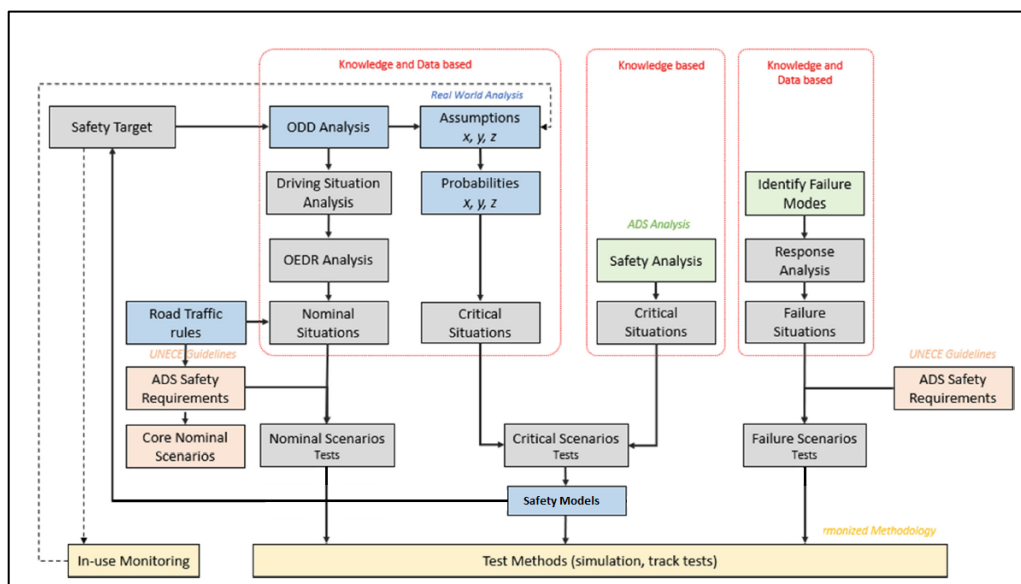 Knowledge and Data based
Knowledge based
Knowledge and
Data based
Real World Analysis
Safety Target
ODD Analysis
Assumptions
x, y, z
Driving Situation
Analysis
Probabilities
x, y, z
Identify Failure
Modes
ADS Analysis
OEDR Analysis
Safety Analysis
Response
Analysis
Road Traffic
rules
Nominal
Situations
Critical
Situations
Critical
Situations
Failure
Situations
UNECE Guidelines
UNECE Guidelines
ADS Safety
Requirements
ADS Safety
Requirements
Core Nominal
Scenarios
Nominal Scenarios
Tests
Critical Scenarios
Tests
Failure Scenarios
Tests
Safety Models
rmonized Methodology
In-use Monitoring
Test Methods (simulation, track tests)